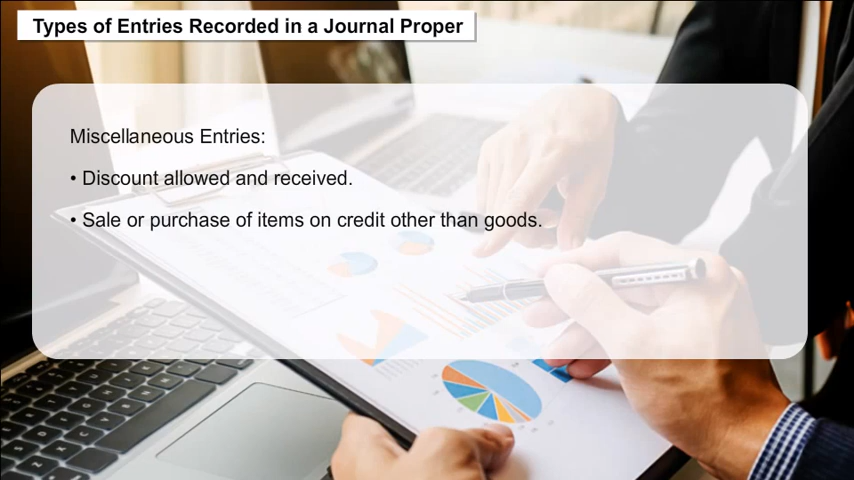 Types of Entries Recorded in a Journal Proper
Miscellaneous Entries:
• Discount allowed and received.
• Sale or purchase of items on credit other than goods.